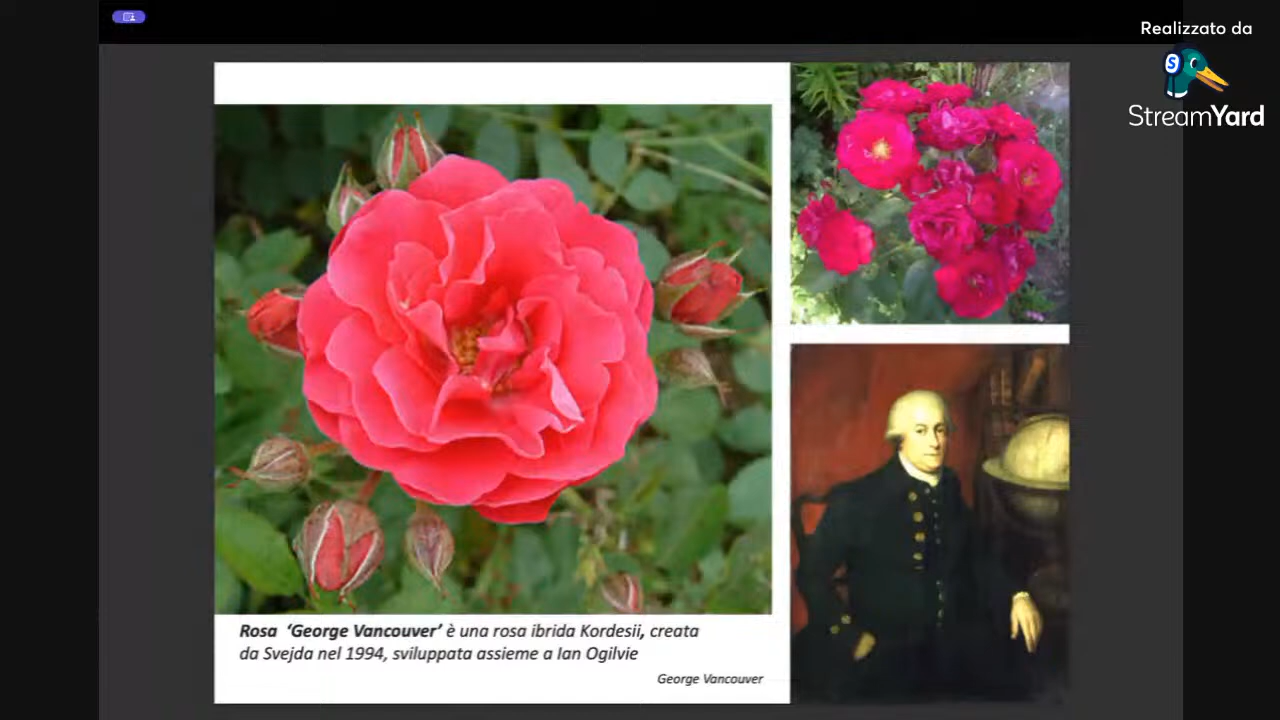 Realizzato da
StreamYard
Rosa ‘George Vancouver’ è una rosa ibrida Kordesii, creata
da Svejda nel 1994, sviluppata assieme a Ian Ogilvie
George Vancouver